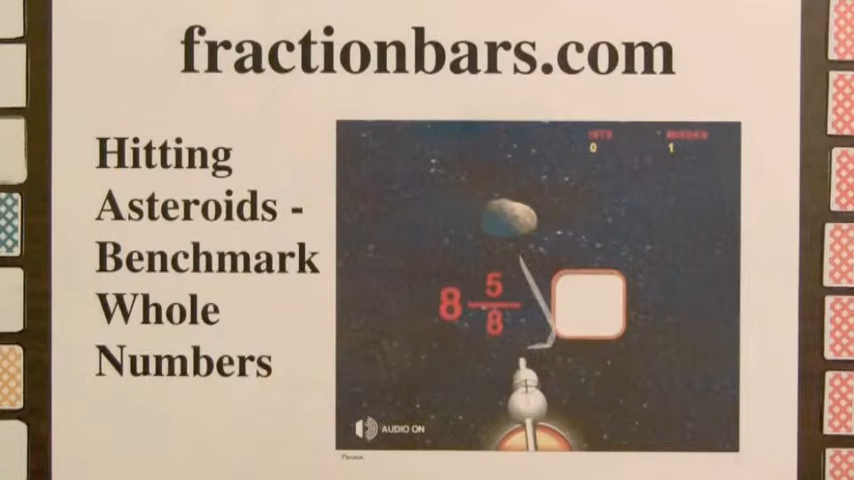 fractionbars.com
Hitting
Asteroids -
Benchmark
Whole
Numbers
HITS MISSES
0 1
8 5/8
AUDIO ON